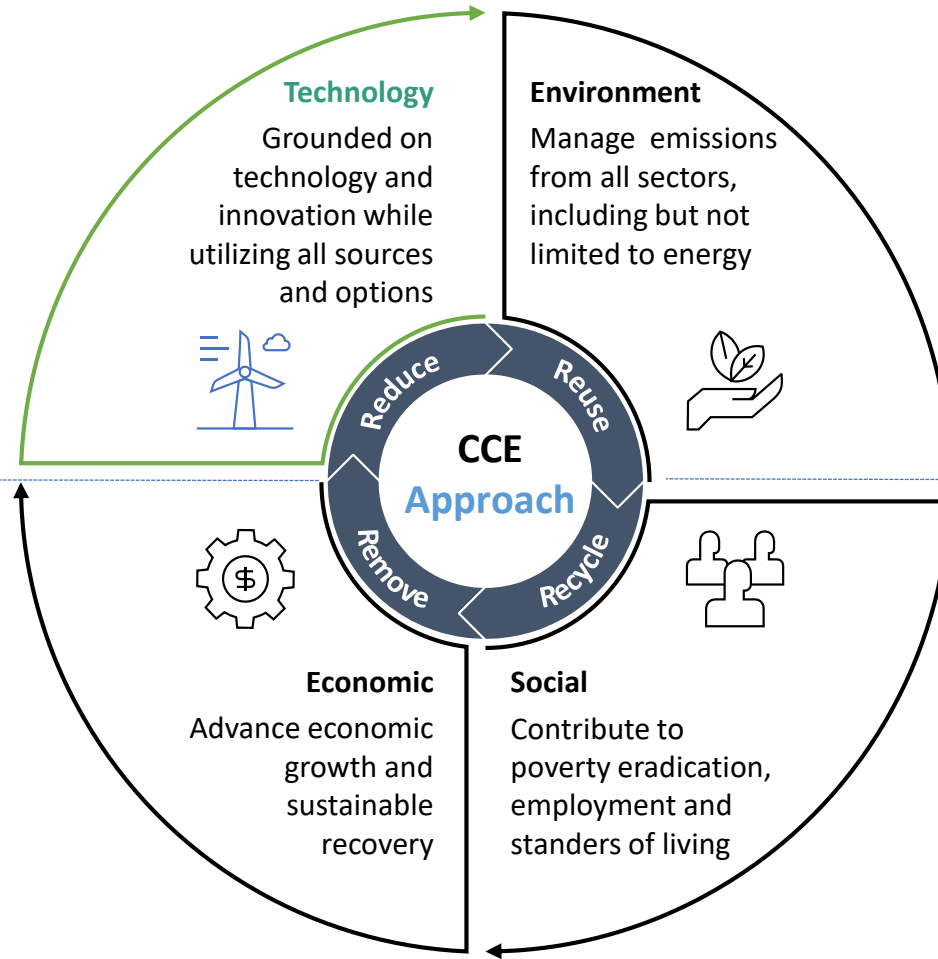 Technology
Grounded on
technology and
innovation while
utilizing all sources
and options
Environment
Manage emissions
from all sectors,
including but not
limited to energy
Reduce
Reuse
Recycle
Remove
CCE
Approach
$
Economic
Advance economic
growth and
sustainable
recovery
Social
Contribute to
poverty eradication,
employment and
standers of living